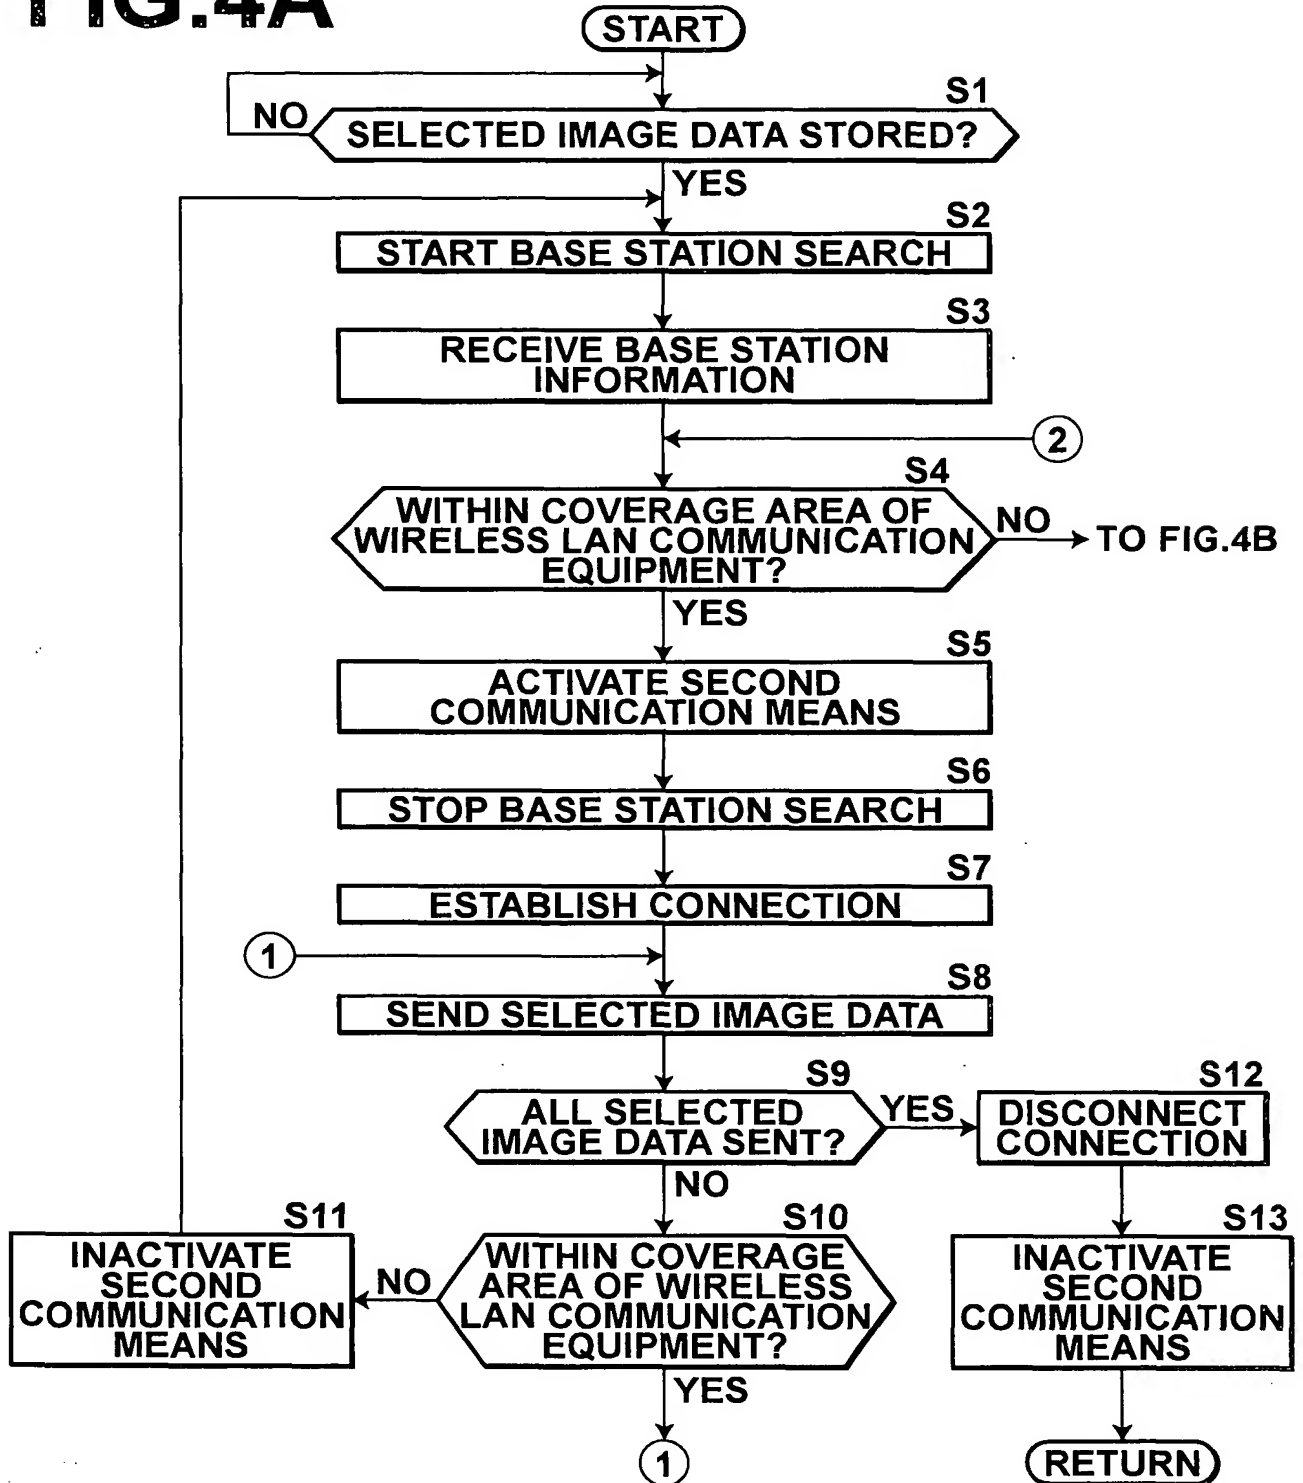 FIG.4A
START
S1
NO
SELECTED IMAGE DATA STORED?
YES
S2
START BASE STATION SEARCH
S3
RECEIVE BASE STATION
INFORMATION
2
S4
WITHIN COVERAGE AREA OF
WIRELESS LAN COMMUNICATION
EQUIPMENT?
NO
TO FIG.4B
YES
S5
ACTIVATE SECOND
COMMUNICATION MEANS
S6
STOP BASE STATION SEARCH
S7
ESTABLISH CONNECTION
1
S8
SEND SELECTED IMAGE DATA
S9
ALL SELECTED
IMAGE DATA SENT?
YES
S12
DISCONNECT
CONNECTION
NO
S11
INACTIVATE
SECOND
COMMUNICATION
MEANS
NO
S10
WITHIN COVERAGE
AREA OF WIRELESS
LAN COMMUNICATION
EQUIPMENT?
S13
INACTIVATE
SECOND
COMMUNICATION
MEANS
YES
1
RETURN